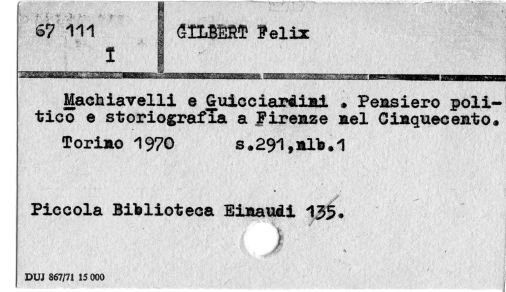 67 111
I
GILBERT Felix
Machiavelli e Guicciardini . Pensiero poli-
tico e storiografia a Firenze nel Cinquecento.
Torino 1970 s.291,nlb.1
Piccola Biblioteca Einaudi 135.
DUJ 867/71 15 000